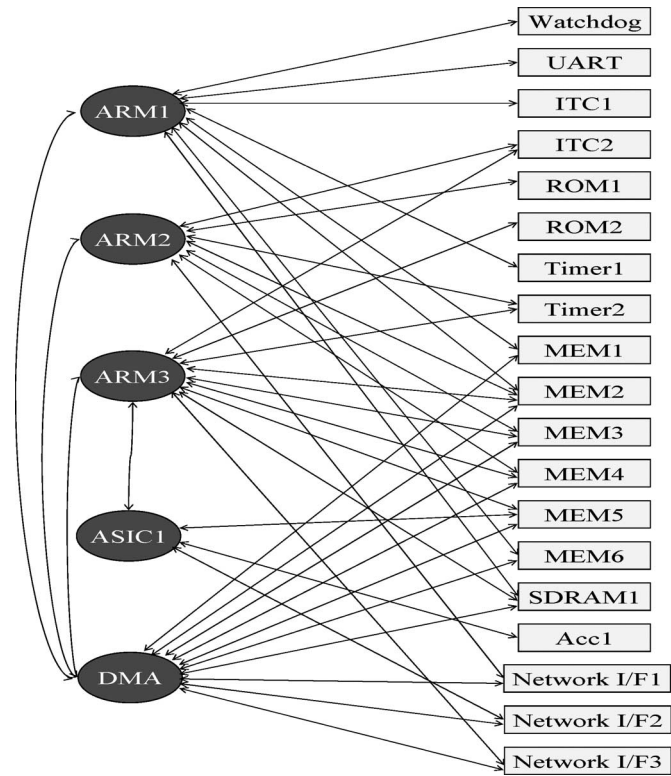 Watchdog
UART
ARM1
ITC1
ITC2
ROM1
ARM2
ROM2
Timer1
Timer2
MEM1
ARM3
MEM2
MEM3
MEM4
MEM5
ASIC1
MEM6
SDRAM1
Acc1
DMA
Network I/F1
Network I/F2
Network I/F3